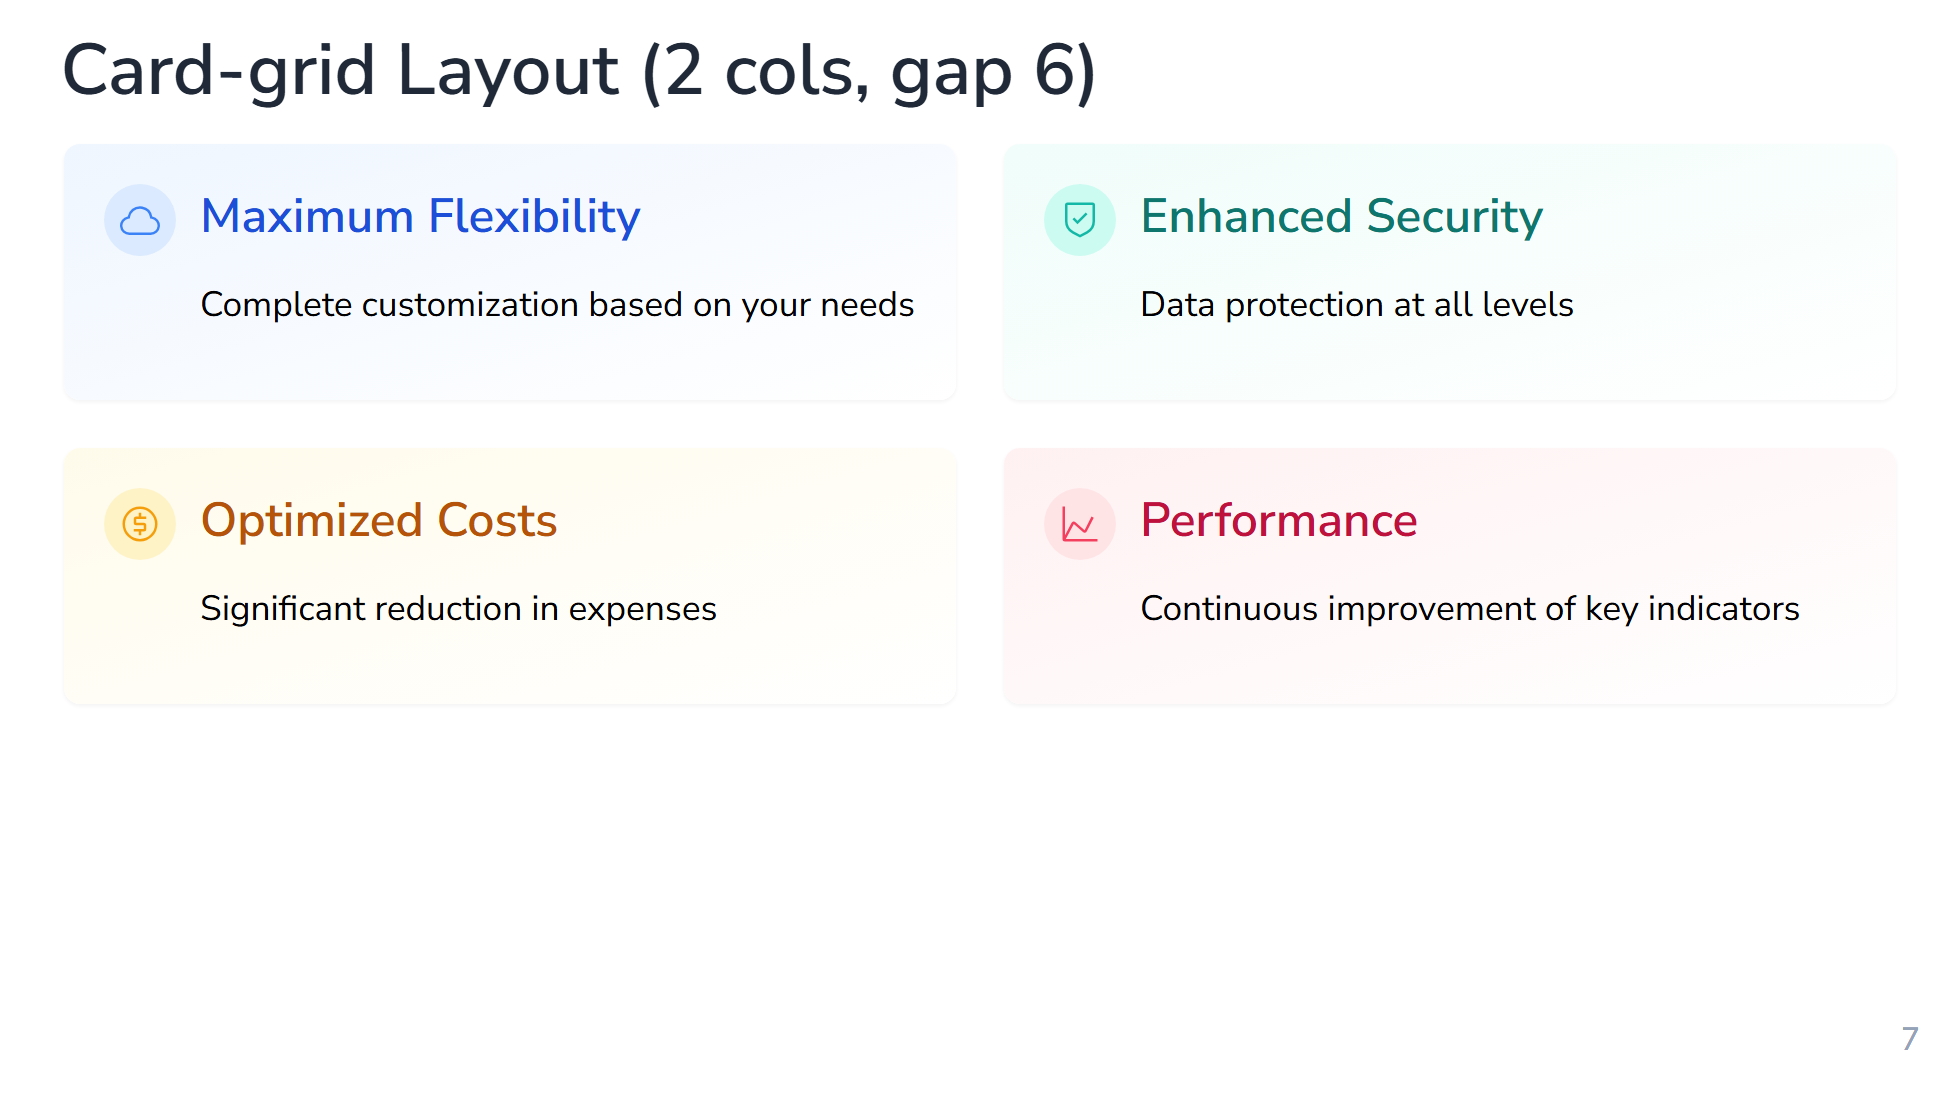 Card-grid Layout (2 cols, gap 6)
Maximum Flexibility
Complete customization based on your needs
Enhanced Security
Data protection at all levels
Optimized Costs
Significant reduction in expenses
Performance
Continuous improvement of key indicators
7